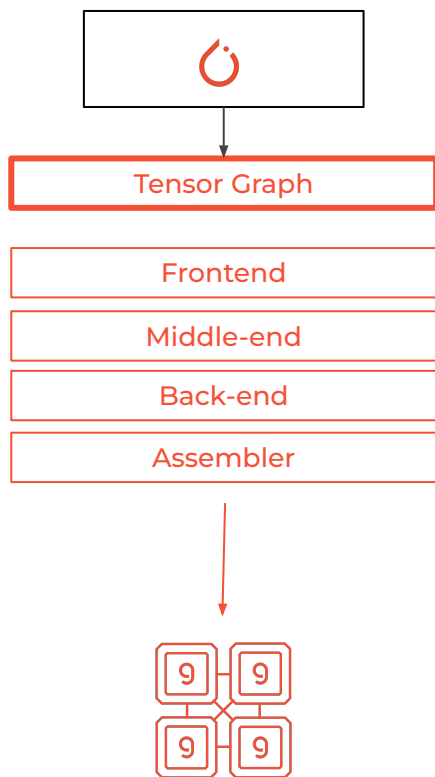 Tensor Graph
Frontend
Middle-end
Back-end
Assembler
g g
g g